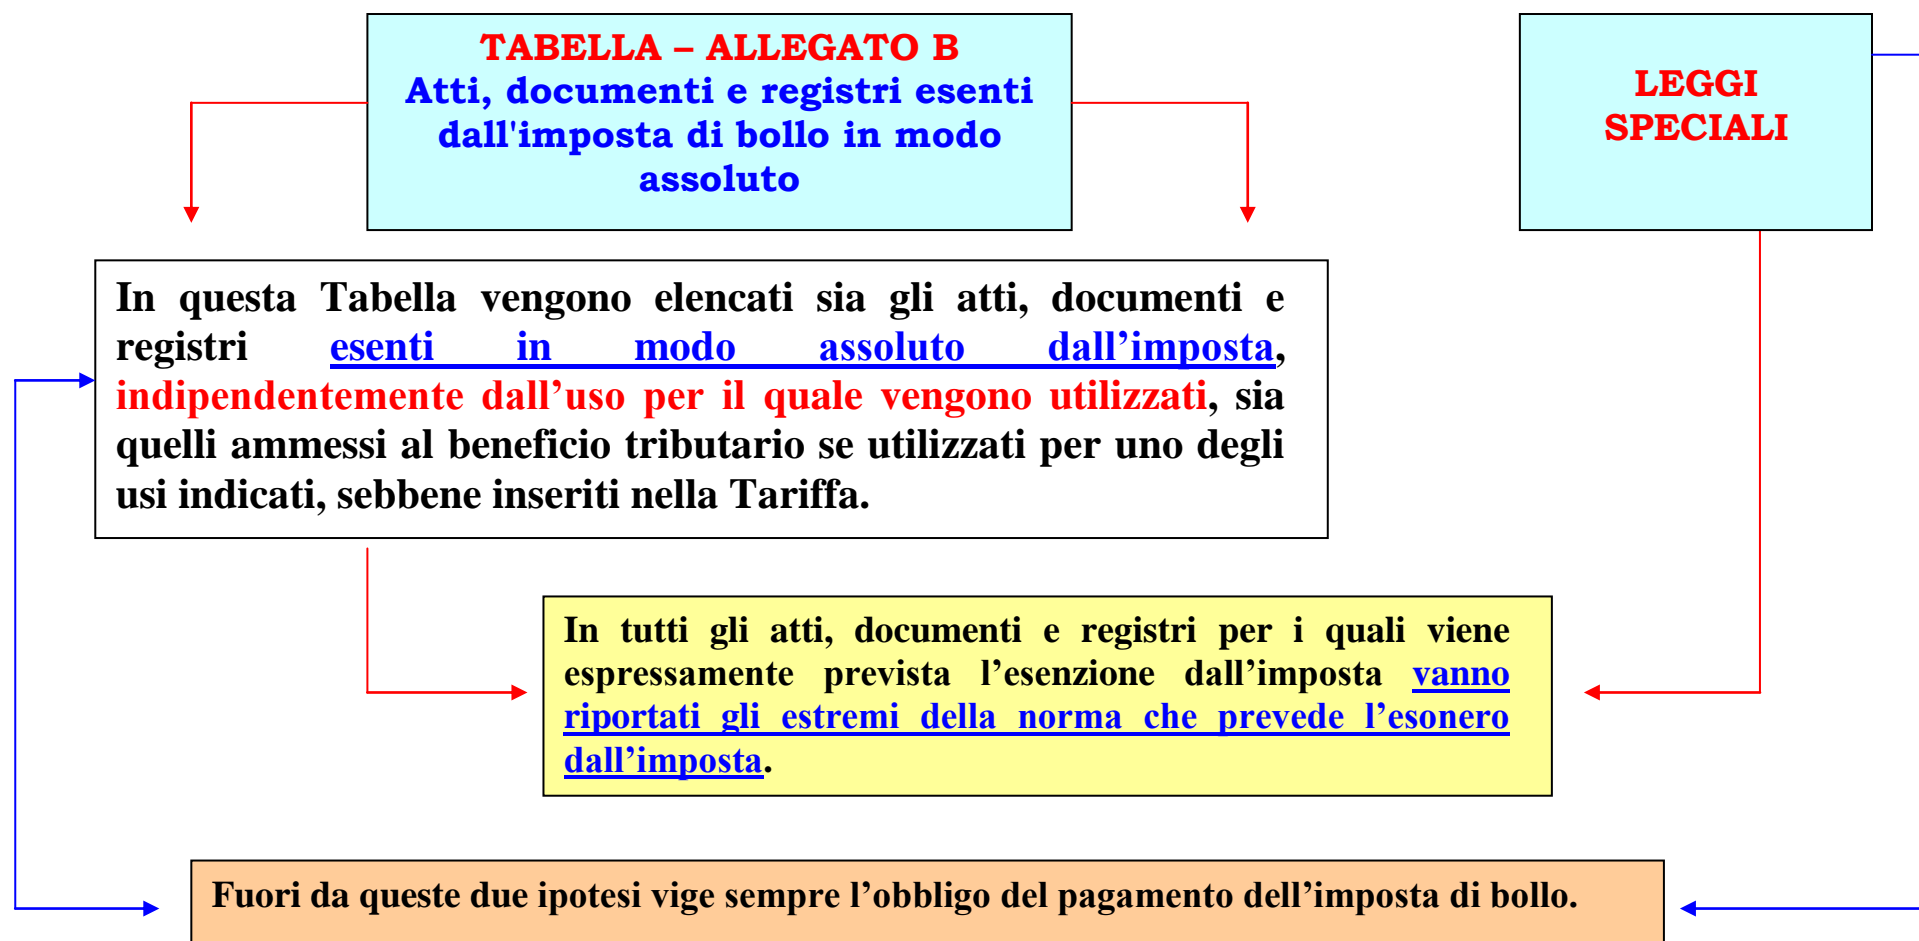 TABELLA – ALLEGATO B
Atti, documenti e registri esenti
dall'imposta di bollo in modo
assoluto
LEGGI
SPECIALI
In questa Tabella vengono elencati sia gli atti, documenti e
registri esenti in modo assoluto dall’imposta,
indipendentemente dall’uso per il quale vengono utilizzati, sia
quelli ammessi al beneficio tributario se utilizzati per uno degli
usi indicati, sebbene inseriti nella Tariffa.
In tutti gli atti, documenti e registri per i quali viene
espressamente prevista l’esenzione dall’imposta vanno
riportati gli estremi della norma che prevede l’esonero
dall’imposta.
Fuori da queste due ipotesi vige sempre l’obbligo del pagamento dell’imposta di bollo.